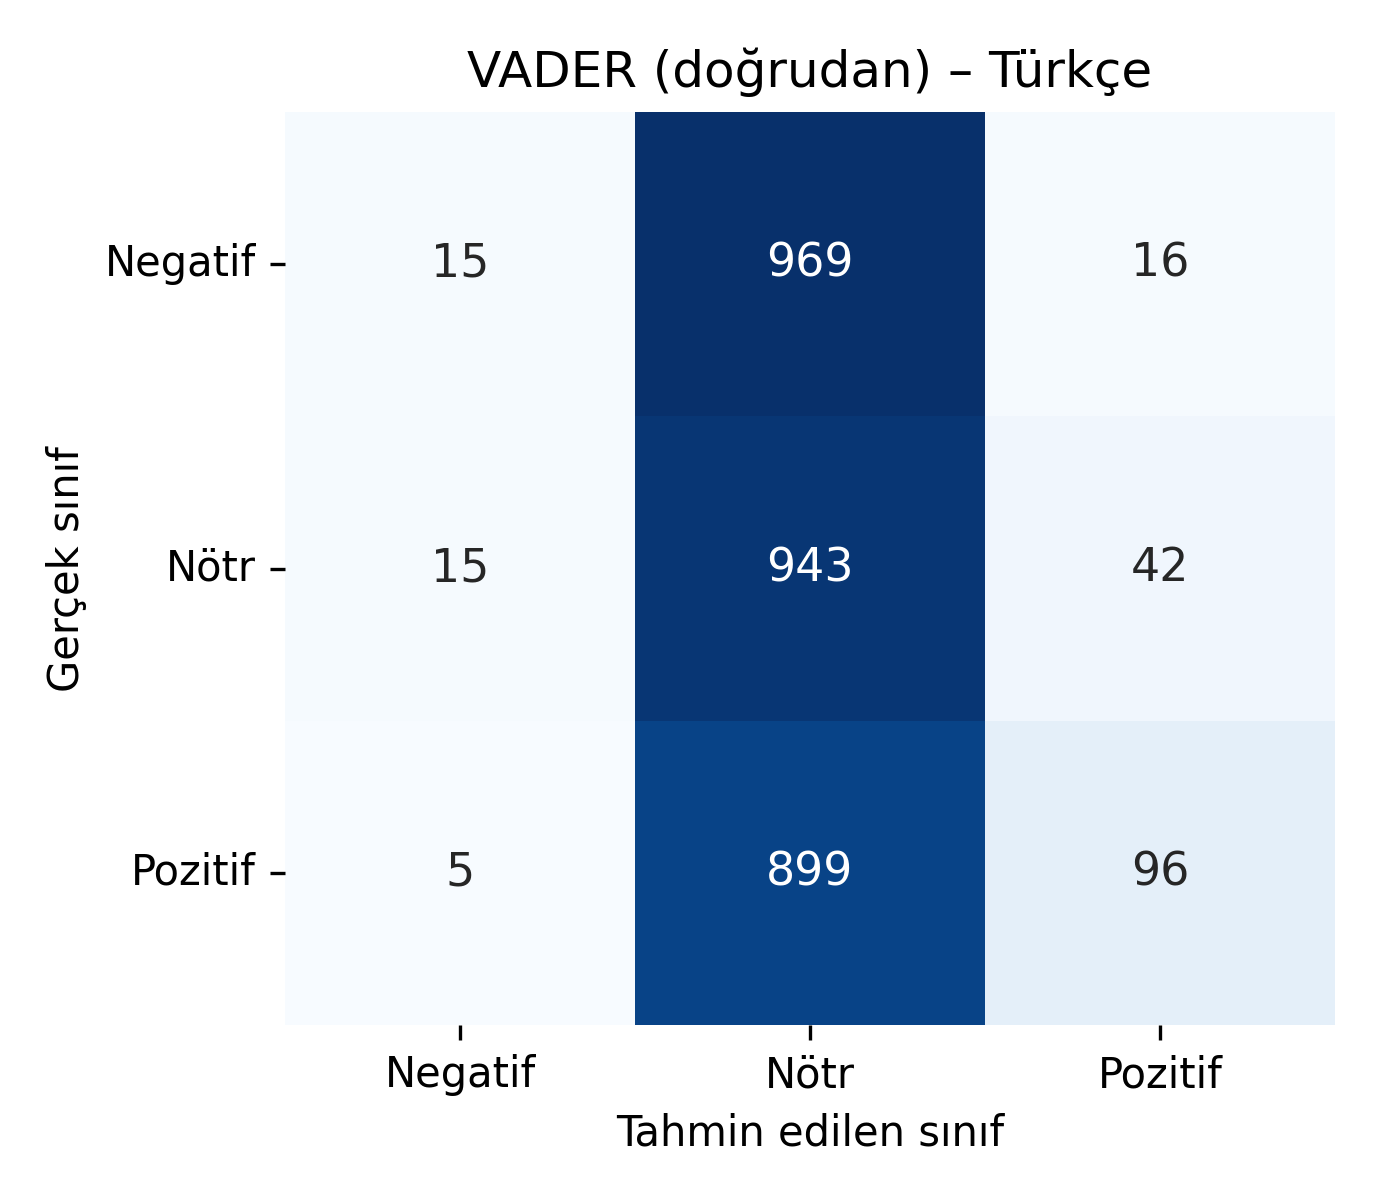 VADER (doğrudan) – Türkçe
Gerçek sınıf
Negatif 15 969 16
Nötr 15 943 42
Pozitif 5 899 96
Negatif Nötr Pozitif
Tahmin edilen sınıf